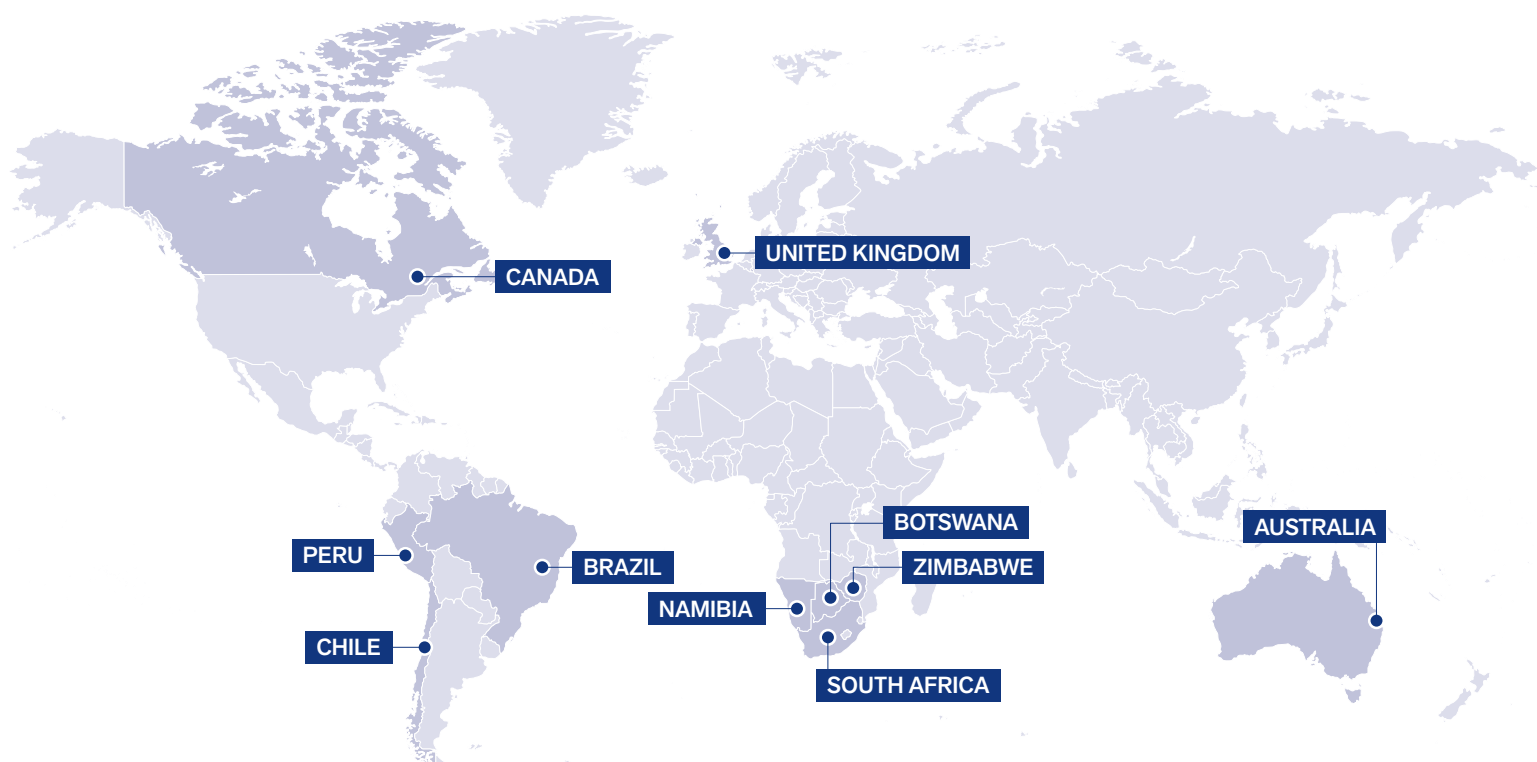 UNITED KINGDOM
CANADA
BOTSWANA
AUSTRALIA
PERU
BRAZIL
ZIMBABWE
NAMIBIA
CHILE
SOUTH AFRICA